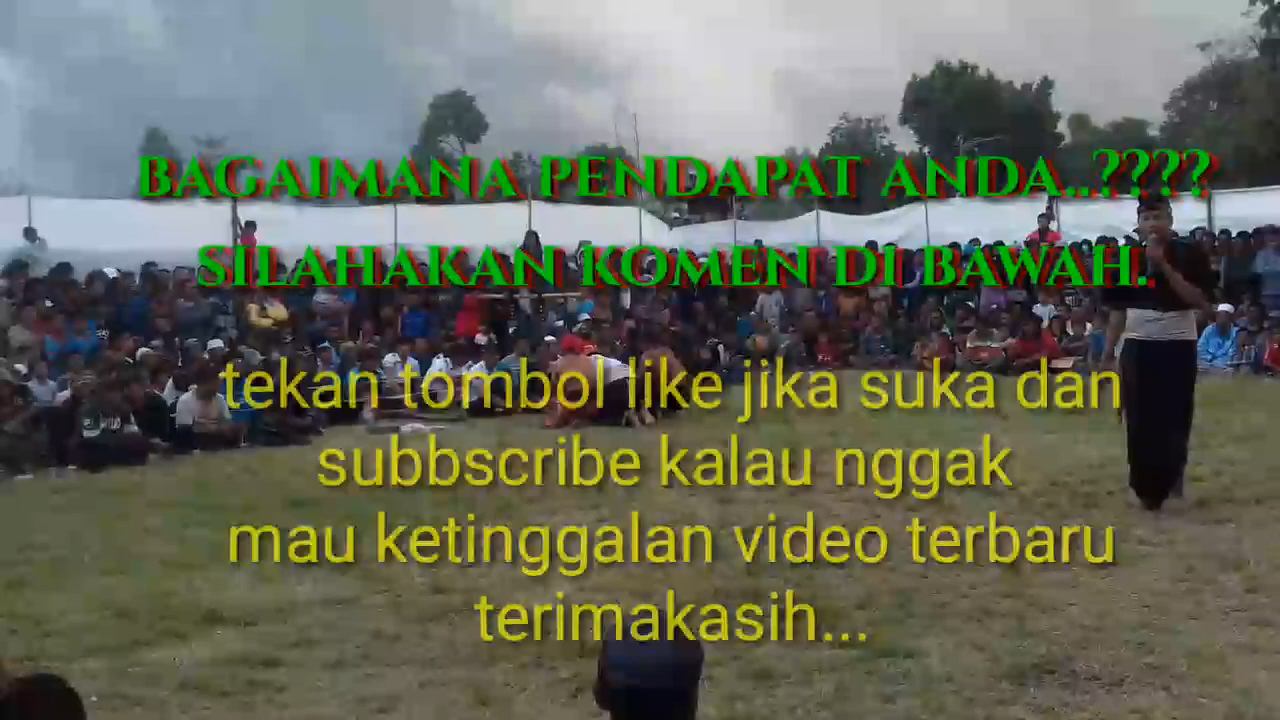 BAGAIMANA PENDAPAT ANDA..????
SILAHAKAN KOMEN DI BAWAH.
tekan tombol like jika suka dan
subbscribe kalau nggak
mau ketinggalan video terbaru
terimakasih...